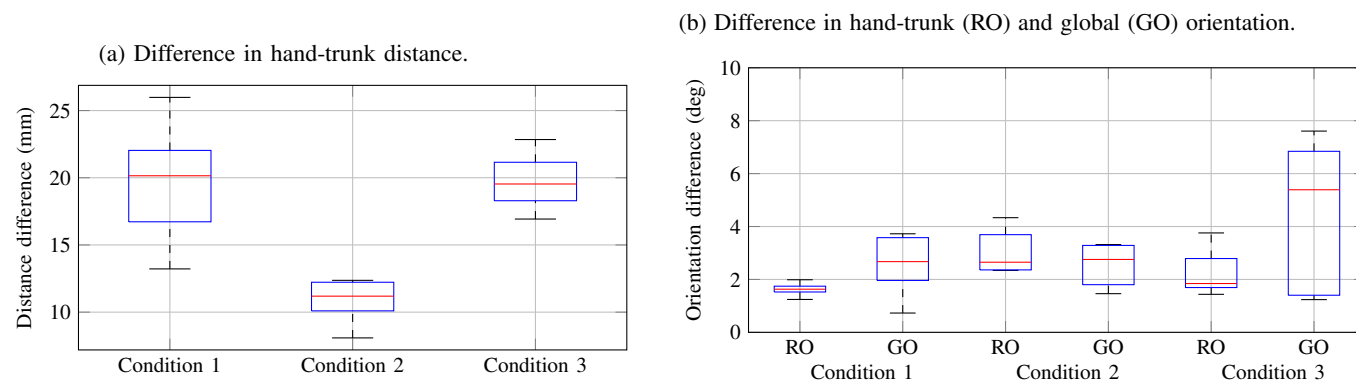 (a) Difference in hand-trunk distance.
Distance difference (mm)
25
20
15
10
Condition 1
Condition 2
Condition 3
(b) Difference in hand-trunk (RO) and global (GO) orientation.
Orientation difference (deg)
10
8
6
4
2
0
RO
GO
RO
GO
RO
GO
Condition 1
Condition 2
Condition 3